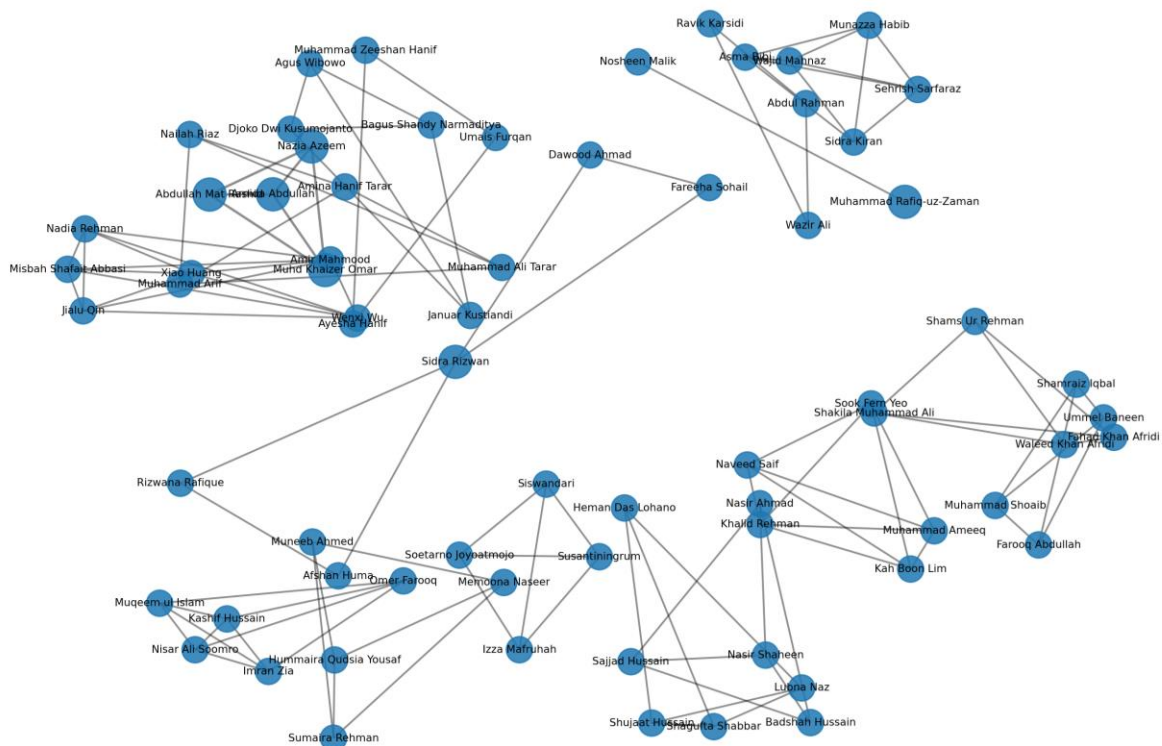 Ravik Karsidi
Munazza Habib
Muhammad Zeeshan Hanif
Agus Wibowo
Nosheen Malik
Asma Bibi
Wajid Mahnaz
Sehrish Sarfaraz
Abdul Rahman
Djoko Dwi Kusumojanto
Bagus Shandy Narmaditya
Nailah Riaz
Umais Furqan
Sidra Kiran
Nazia Azeem
Dawood Ahmad
Amina Hanif Tarar
Fareeha Sohail
Abdullah Mat Rashid
Abdullah
Muhammad Rafiq-uz-Zaman
Wazir Ali
Nadia Rehman
Amir Mahmood
Misbah Shafait Abbasi
Xiao Huang
Muhd Khaizer Omar
Muhammad Ali Tarar
Muhammad Arif
Jialu Qin
Wenxi Wu
Januar Kustiandi
Ayesha Hanif
Shams Ur Rehman
Sidra Rizwan
Shamraiz Iqbal
Sook Fern Yeo
Shakila Muhammad Ali
Ummel Baneen
Fahad Khan Afridi
Waleed Khan Afridi
Naveed Saif
Rizwana Rafique
Siswandari
Nasir Ahmad
Muhammad Shoaib
Heman Das Lohano
Khalid Rehman
Muhammad Ameeq
Muneeb Ahmed
Farooq Abdullah
Soetarno Joyoatmojo
Susantiningrum
Kah Boon Lim
Afshan Huma
Omer Farooq
Memoona Naseer
Muqeem ul Islam
Kashif Hussain
Nisar Ali Soomro
Izza Mafruhah
Hummaira Qudsia Yousaf
Imran Zia
Sajjad Hussain
Nasir Shaheen
Lubna Naz
Shujaat Hussain
Shagufta Shabbar
Badshah Hussain
Sumaira Rehman